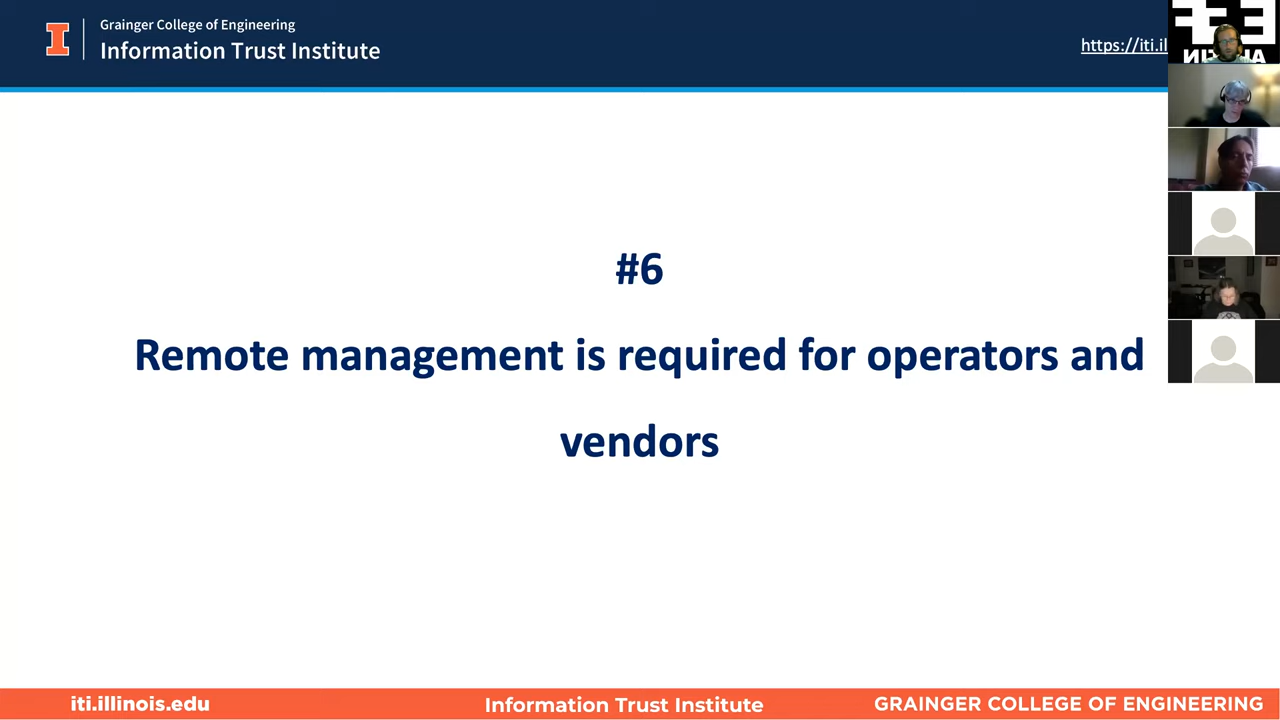 Grainger College of Engineering
Information Trust Institute
https://iti.il
#6
Remote management is required for operators and
vendors
iti.illinois.edu
Information Trust Institute
GRAINGER COLLEGE OF ENGINEERING